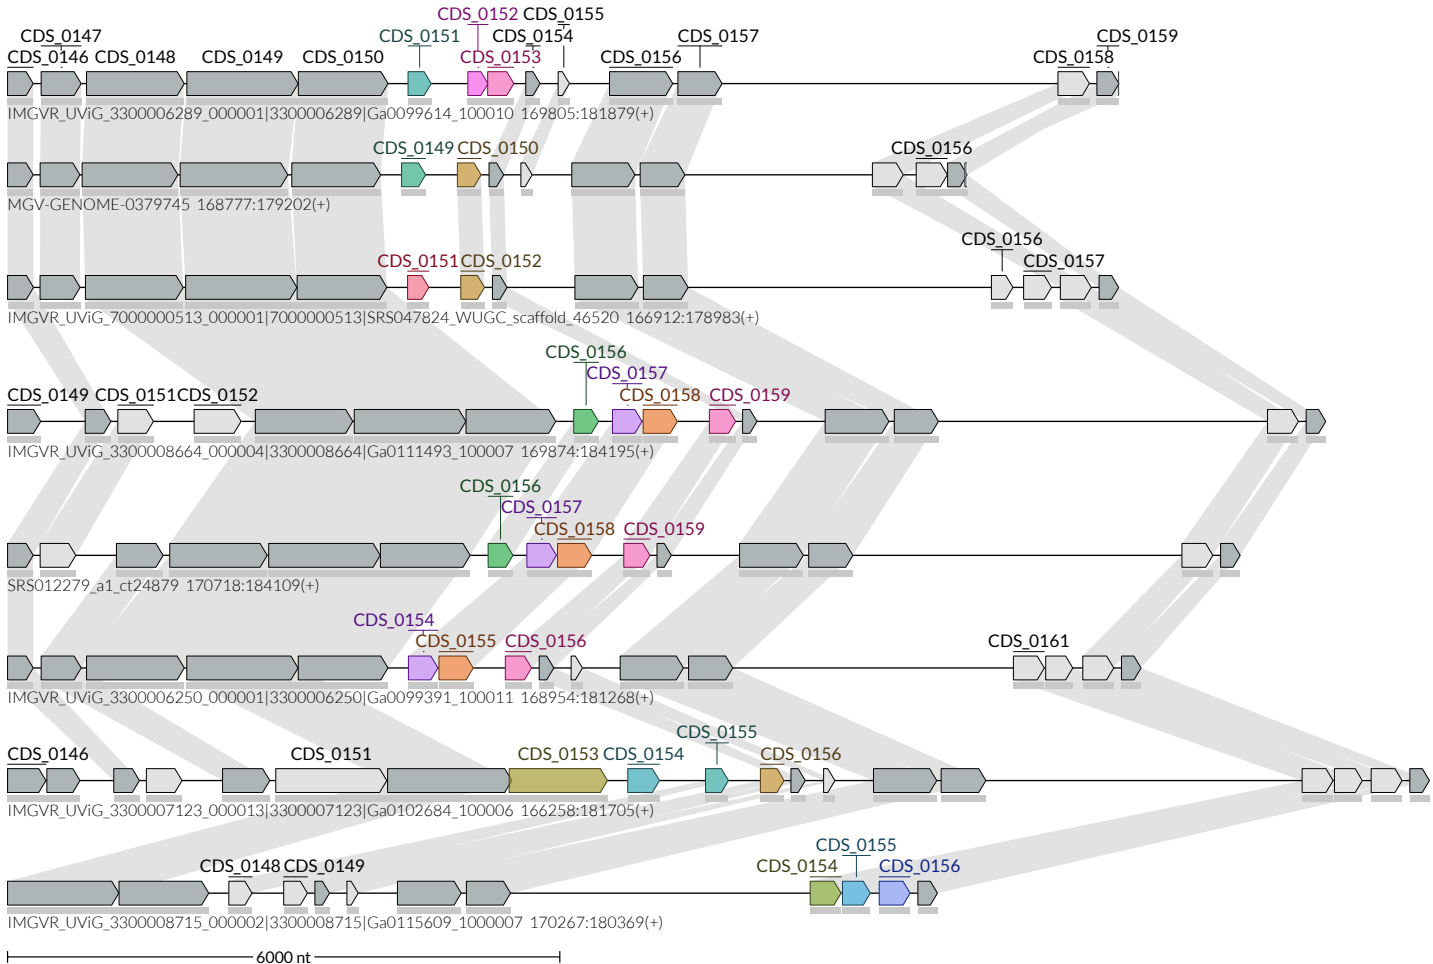 CDS_0152 CDS_0155
CDS_0147 CDS_0151 CDS_0154 CDS_0157 CDS_0159
CDS_0146 CDS_0148 CDS_0149 CDS_0150 CDS_0153 CDS_0156 CDS_0158
IMGVR_UViG_3300006289_000001|3300006289|Ga0099614_100010 169805:181879(+)
CDS_0149 CDS_0150 CDS_0156
MGV-GENOME-0379745 168777:179202(+)
CDS_0156
CDS_0151 CDS_0152 CDS_0157
IMGVR_UViG_7000000513_000001|7000000513|SRS047824_WUGC_scaffold_46520 166912:178983(+)
CDS_0156
CDS_0157
CDS_0149 CDS_0151 CDS_0152 CDS_0158 CDS_0159
IMGVR_UViG_3300008664_000004|3300008664|Ga0111493_100007 169874:184195(+)
CDS_0156
CDS_0157
CDS_0158 CDS_0159
SRS012279_a1_ct24879 170718:184109(+)
CDS_0154
CDS_0155 CDS_0156 CDS_0161
IMGVR_UViG_3300006250_000001|3300006250|Ga0099391_100011 168954:181268(+)
CDS_0155
CDS_0146 CDS_0151 CDS_0153 CDS_0154 CDS_0156
IMGVR_UViG_3300007123_000013|3300007123|Ga0102684_100006 166258:181705(+)
CDS_0155
CDS_0148 CDS_0149 CDS_0154 CDS_0156
IMGVR_UViG_3300008715_000002|3300008715|Ga0115609_1000007 170267:180369(+)
6000 nt